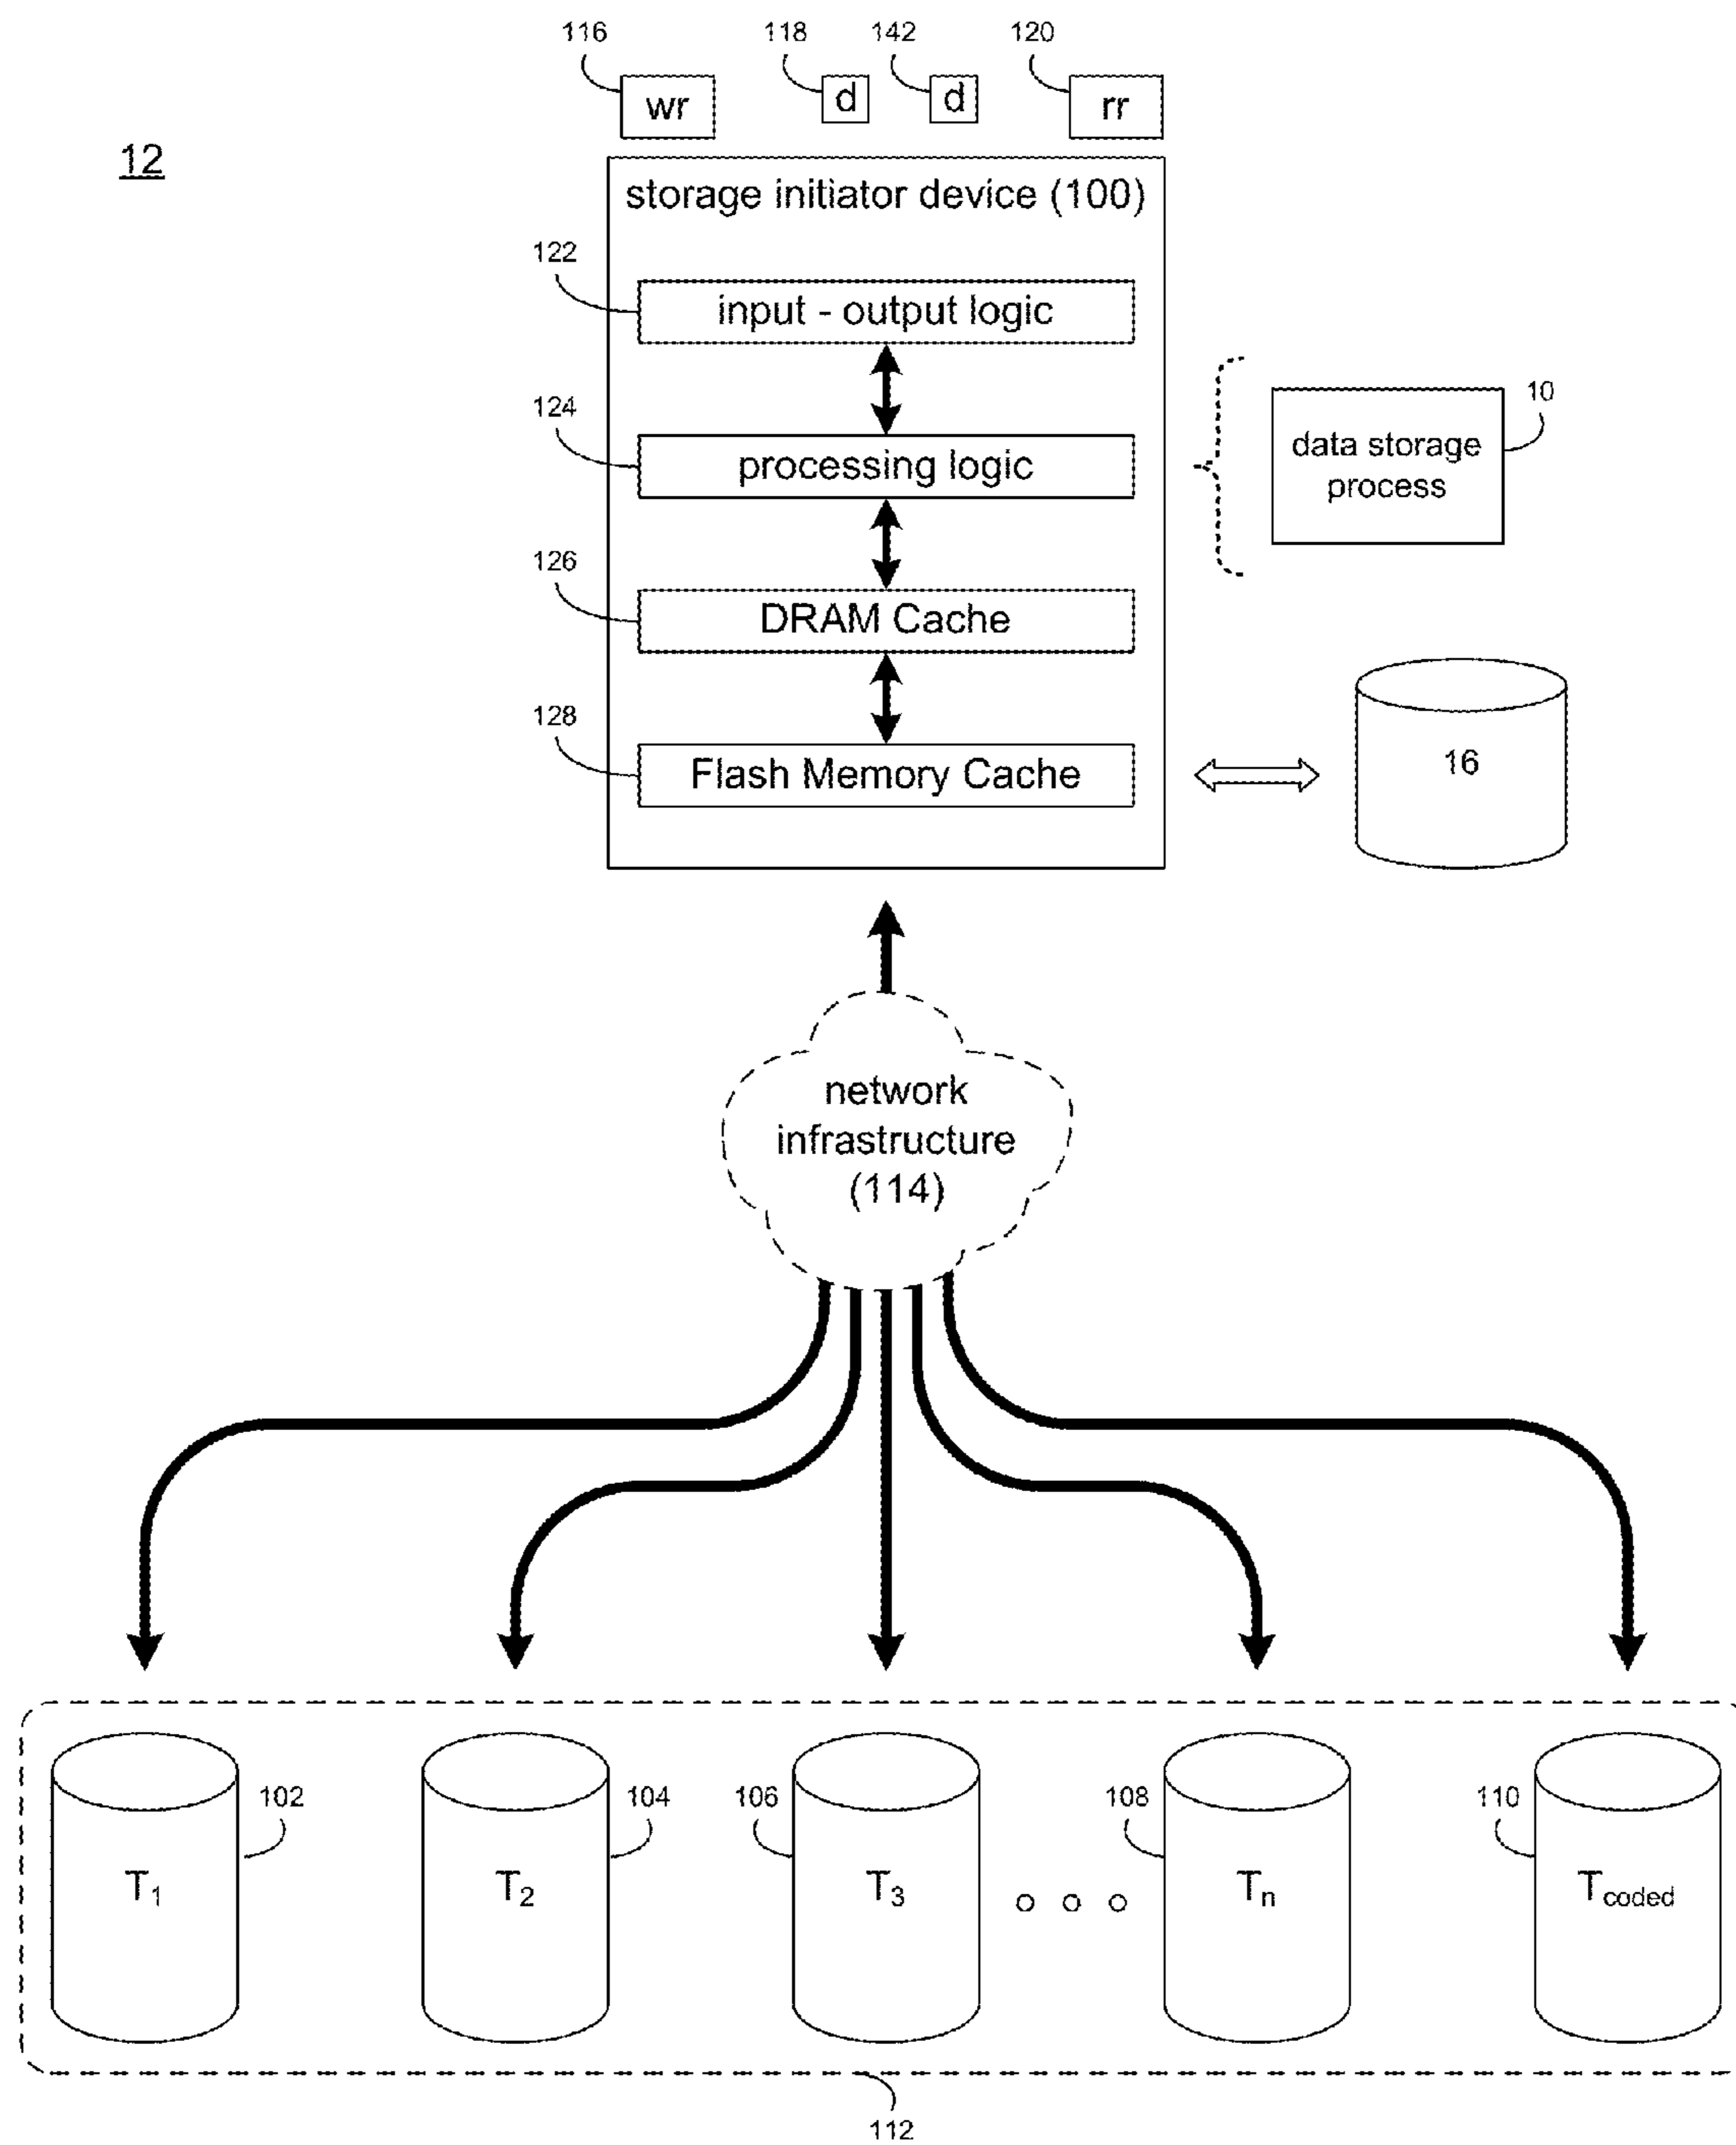 116 118 142 120
wr d d rr
12
storage initiator device (100)
122
input - output logic
124
processing logic
10
data storage
process
126
DRAM Cache
128
Flash Memory Cache
16
network
infrastructure
(114)
102 104 106 108 110
T1 T2 T3 Tn Tcoded
112